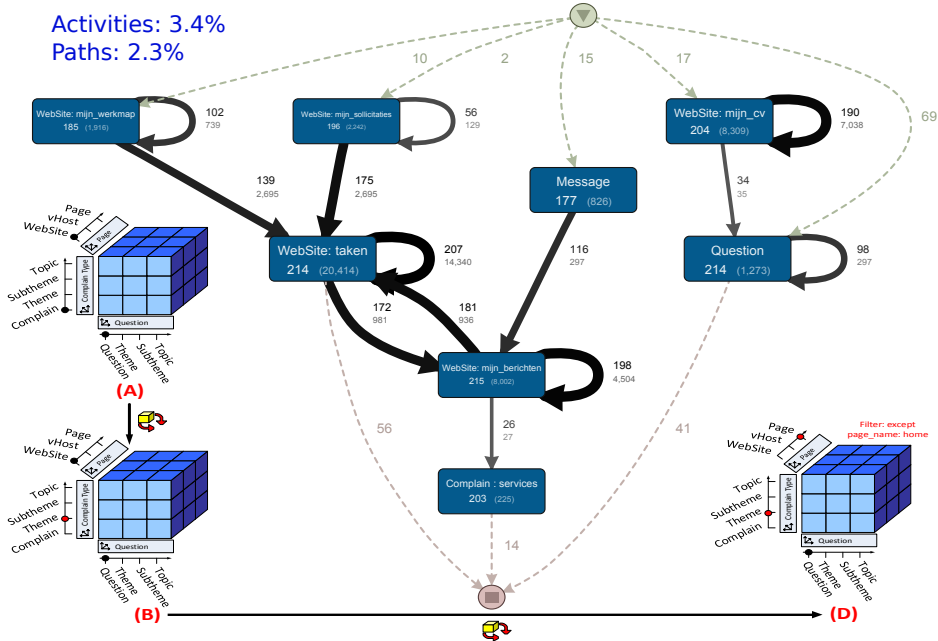 Activities: 3.4%
Paths: 2.3%
10
2
15
17
69
WebSite: mijn_werkmap
185 (1,916)
102
739
WebSite: mijn_sollicitaties
196 (2,242)
56
129
WebSite: mijn_cv
204 (8,309)
190
7,038
139
2,695
175
2,695
Message
177 (826)
34
35
WebSite: taken
214 (20,414)
207
14,340
116
297
Question
214 (1,273)
98
297
172
981
181
936
WebSite: mijn_berichten
215 (8,002)
198
4,504
56
26
27
41
Complain : services
203 (225)
14
Page
vHost
WebSite
Page
Topic
Subtheme
Theme
Complain
Complain Type
Question
Question
Theme
Subtheme
Topic
(A)
Page
vHost
WebSite
Page
Topic
Subtheme
Theme
Complain
Complain Type
Question
Question
Theme
Subtheme
Topic
(B)
Filter: except
page_name: home
Page
vHost
WebSite
Page
Topic
Subtheme
Theme
Complain
Complain Type
Question
Question
Theme
Subtheme
Topic
(D)